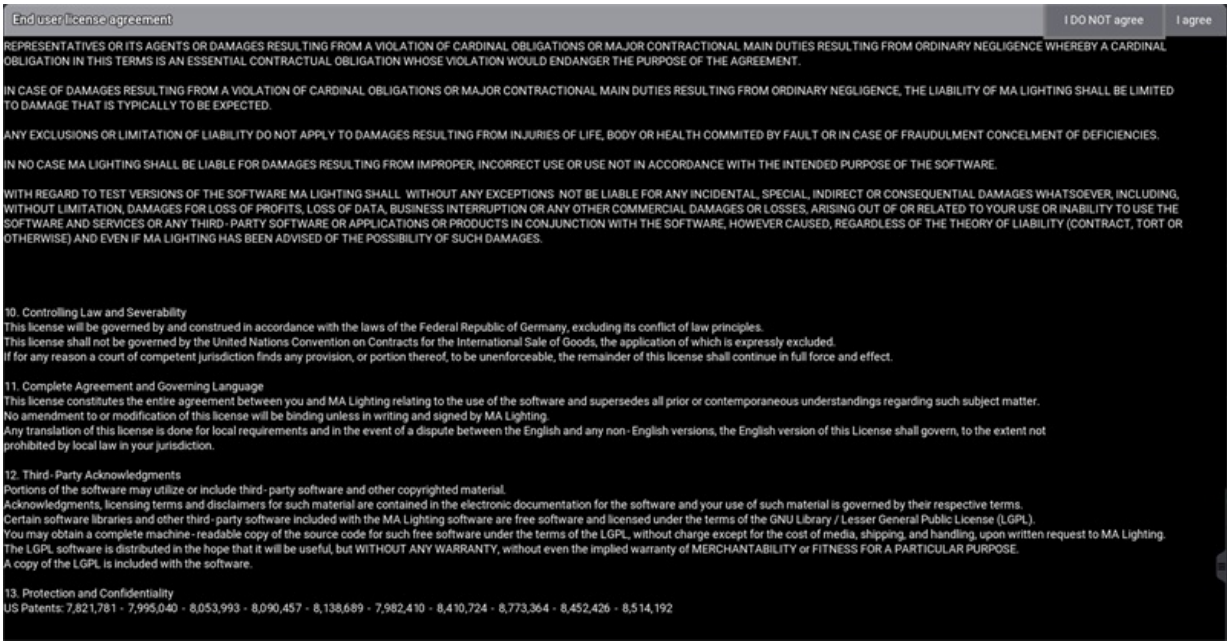 End user license agreement
I DO NOT agree
I agree
REPRESENTATIVES OR ITS AGENTS OR DAMAGES RESULTING FROM A VIOLATION OF CARDINAL OBLIGATIONS OR MAJOR CONTRACTIONAL MAIN DUTIES RESULTING FROM ORDINARY NEGLIGENCE WHEREBY A CARDINAL
OBLIGATION IN THIS TERMS IS AN ESSENTIAL CONTRACTUAL OBLIGATION WHOSE VIOLATION WOULD ENDANGER THE PURPOSE OF THE AGREEMENT.
IN CASE OF DAMAGES RESULTING FROM A VIOLATION OF CARDINAL OBLIGATIONS OR MAJOR CONTRACTIONAL MAIN DUTIES RESULTING FROM ORDINARY NEGLIGENCE, THE LIABILITY OF MA LIGHTING SHALL BE LIMITED
TO DAMAGE THAT IS TYPICALLY TO BE EXPECTED.
ANY EXCLUSIONS OR LIMITATION OF LIABILITY DO NOT APPLY TO DAMAGES RESULTING FROM INJURIES OF LIFE, BODY OR HEALTH COMMITED BY FAULT OR IN CASE OF FRAUDULMENT CONCELMENT OF DEFICIENCIES.
IN NO CASE MA LIGHTING SHALL BE LIABLE FOR DAMAGES RESULTING FROM IMPROPER, INCORRECT USE OR USE NOT IN ACCORDANCE WITH THE INTENDED PURPOSE OF THE SOFTWARE.
WITH REGARD TO TEST VERSIONS OF THE SOFTWARE MA LIGHTING SHALL WITHOUT ANY EXCEPTIONS NOT BE LIABLE FOR ANY INCIDENTAL, SPECIAL, INDIRECT OR CONSEQUENTIAL DAMAGES WHATSOEVER, INCLUDING,
WITHOUT LIMITATION, DAMAGES FOR LOSS OF PROFITS, LOSS OF DATA, BUSINESS INTERRUPTION OR ANY OTHER COMMERCIAL DAMAGES OR LOSSES, ARISING OUT OF OR RELATED TO YOUR USE OR INABILITY TO USE THE
SOFTWARE AND SERVICES OR ANY THIRD-PARTY SOFTWARE OR APPLICATIONS OR PRODUCTS IN CONJUNCTION WITH THE SOFTWARE, HOWEVER CAUSED, REGARDLESS OF THE THEORY OF LIABILITY (CONTRACT, TORT OR
OTHERWISE) AND EVEN IF MA LIGHTING HAS BEEN ADVISED OF THE POSSIBILITY OF SUCH DAMAGES.
10. Controlling Law and Severability
This license will be governed by and construed in accordance with the laws of the Federal Republic of Germany, excluding its conflict of law principles.
This license shall not be governed by the United Nations Convention on Contracts for the International Sale of Goods, the application of which is expressly excluded.
If for any reason a court of competent jurisdiction finds any provision, or portion thereof, to be unenforceable, the remainder of this license shall continue in full force and effect.
11. Complete Agreement and Governing Language
This license constitutes the entire agreement between you and MA Lighting relating to the use of the software and supersedes all prior or contemporaneous understandings regarding such subject matter.
No amendment to or modification of this license will be binding unless in writing and signed by MA Lighting.
Any translation of this license is done for local requirements and in the event of a dispute between the English and any non-English versions, the English version of this License shall govern, to the extent not
prohibited by local law in your jurisdiction.
12. Third-Party Acknowledgments
Portions of the software may utilize or include third-party software and other copyrighted material.
Acknowledgments, licensing terms and disclaimers for such material are contained in the electronic documentation for the software and your use of such material is governed by their respective terms.
Certain software libraries and other third-party software included with the MA Lighting software are free software and licensed under the terms of the GNU Library / Lesser General Public License (LGPL).
You may obtain a complete machine-readable copy of the source code for such free software under the terms of the LGPL, without charge except for the cost of media, shipping, and handling, upon written request to MA Lighting.
The LGPL software is distributed in the hope that it will be useful, but WITHOUT ANY WARRANTY, without even the implied warranty of MERCHANTABILITY or FITNESS FOR A PARTICULAR PURPOSE.
A copy of the LGPL is included with the software.
13. Protection and Confidentiality
US Patents: 7,821,781 - 7,995,040 - 8,053,993 - 8,090,457 - 8,138,689 - 7,982,410 - 8,410,724 - 8,773,364 - 8,452,426 - 8,514,192